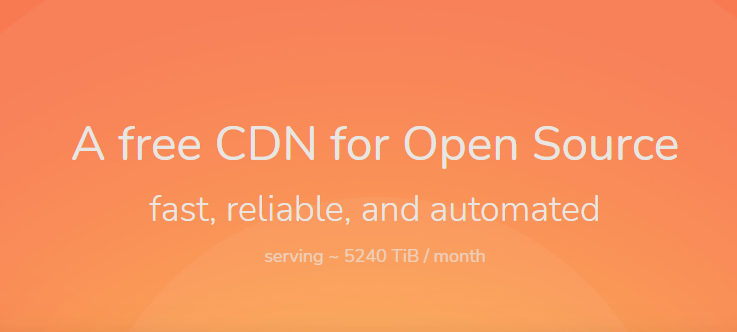 A free CDN for Open Source
fast, reliable, and automated
serving ~ 5240 TiB / month